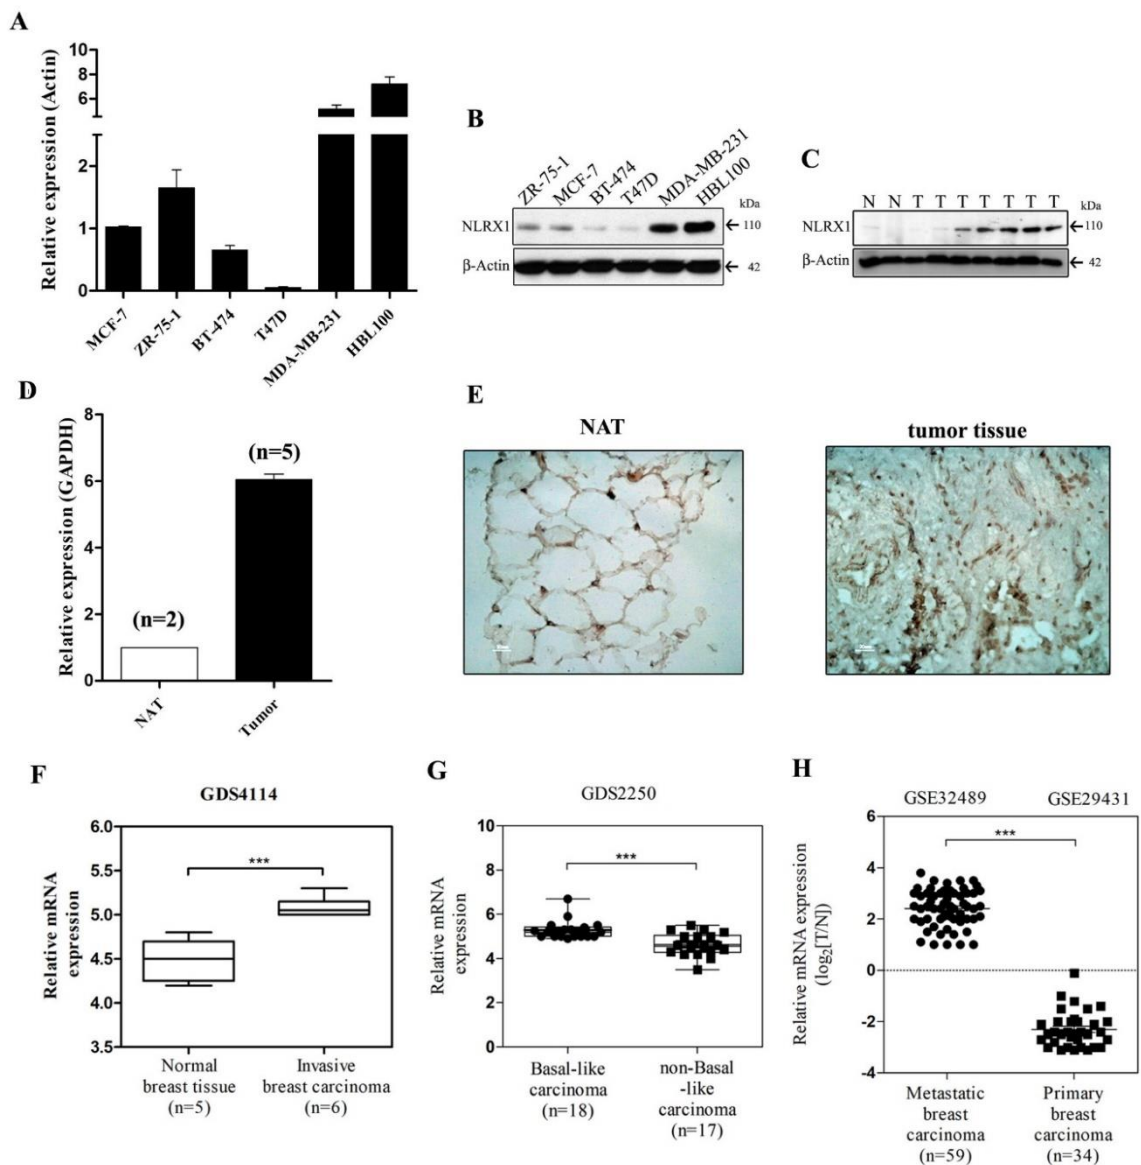 A
Relative expression (Actin)
10
8
6
2
1
0
MCF-7
ZR-75-1
BT-474
T47D
MDA-MB-231
HBL100
B
ZR-75-1
MCF-7
BT-474
T47D
MDA-MB-231
HBL100
kDa
NLRX1
110
β-Actin
42
C
N N T T T T T T T
kDa
NLRX1
110
β-Actin
42
D
Relative expression (GAPDH)
8
6
4
2
0
(n=2)
(n=5)
NAT
Tumor
E
NAT
tumor tissue
F
GDS4114
Relative mRNA
expression
6.0
5.5
5.0
4.5
4.0
3.5
***
Normal
breast tissue
(n=5)
Invasive
breast carcinoma
(n=6)
G
GDS2250
Relative mRNA
expression
10
8
6
4
2
0
***
Basal-like
carcinoma
(n=18)
non-Basal
-like
carcinoma
(n=17)
H
GSE32489
GSE29431
Relative mRNA expression
(log₂[T/N])
6
4
2
0
-2
-4
***
Metastatic
breast
carcinoma
(n=59)
Primary
breast
carcinoma
(n=34)